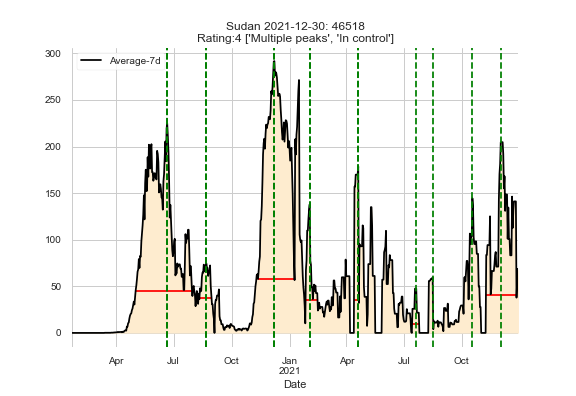 Sudan 2021-12-30: 46518
Rating:4 ['Multiple peaks', 'In control']
Average-7d
300
250
200
150
100
50
0
Apr Jul Oct Jan Apr Jul Oct
2021
Date